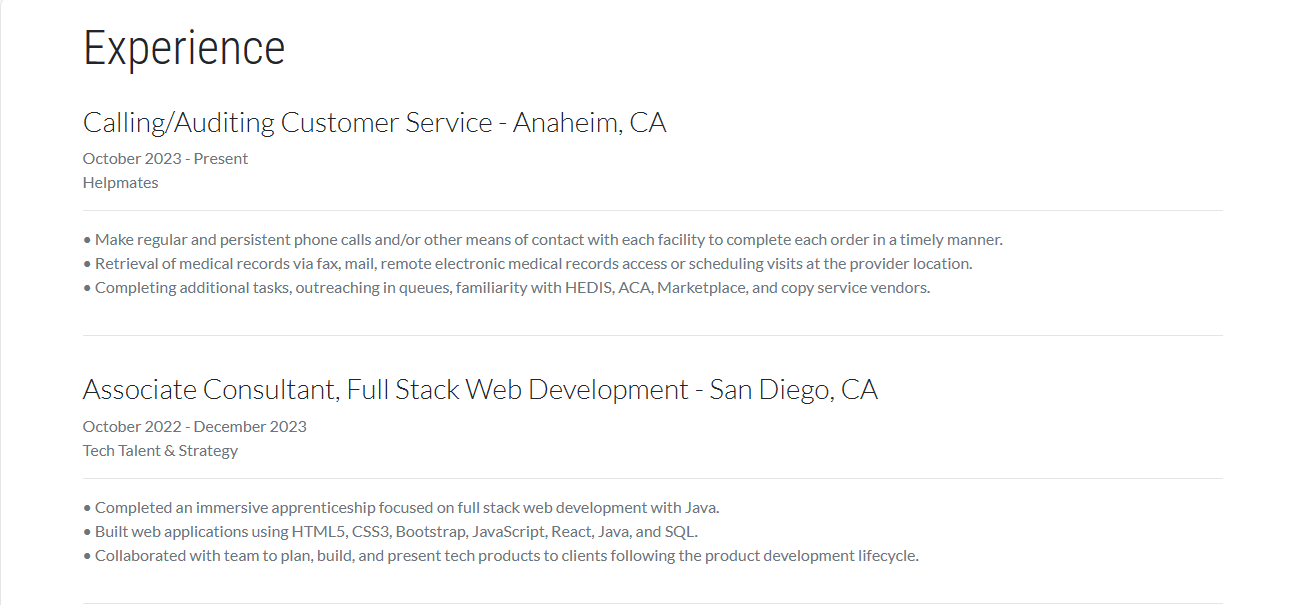 Experience
Calling/Auditing Customer Service - Anaheim, CA
October 2023 - Present
Helpmates
• Make regular and persistent phone calls and/or other means of contact with each facility to complete each order in a timely manner.
• Retrieval of medical records via fax, mail, remote electronic medical records access or scheduling visits at the provider location.
• Completing additional tasks, outreaching in queues, familiarity with HEDIS, ACA, Marketplace, and copy service vendors.
Associate Consultant, Full Stack Web Development - San Diego, CA
October 2022 - December 2023
Tech Talent & Strategy
• Completed an immersive apprenticeship focused on full stack web development with Java.
• Built web applications using HTML5, CSS3, Bootstrap, JavaScript, React, Java, and SQL.
• Collaborated with team to plan, build, and present tech products to clients following the product development lifecycle.